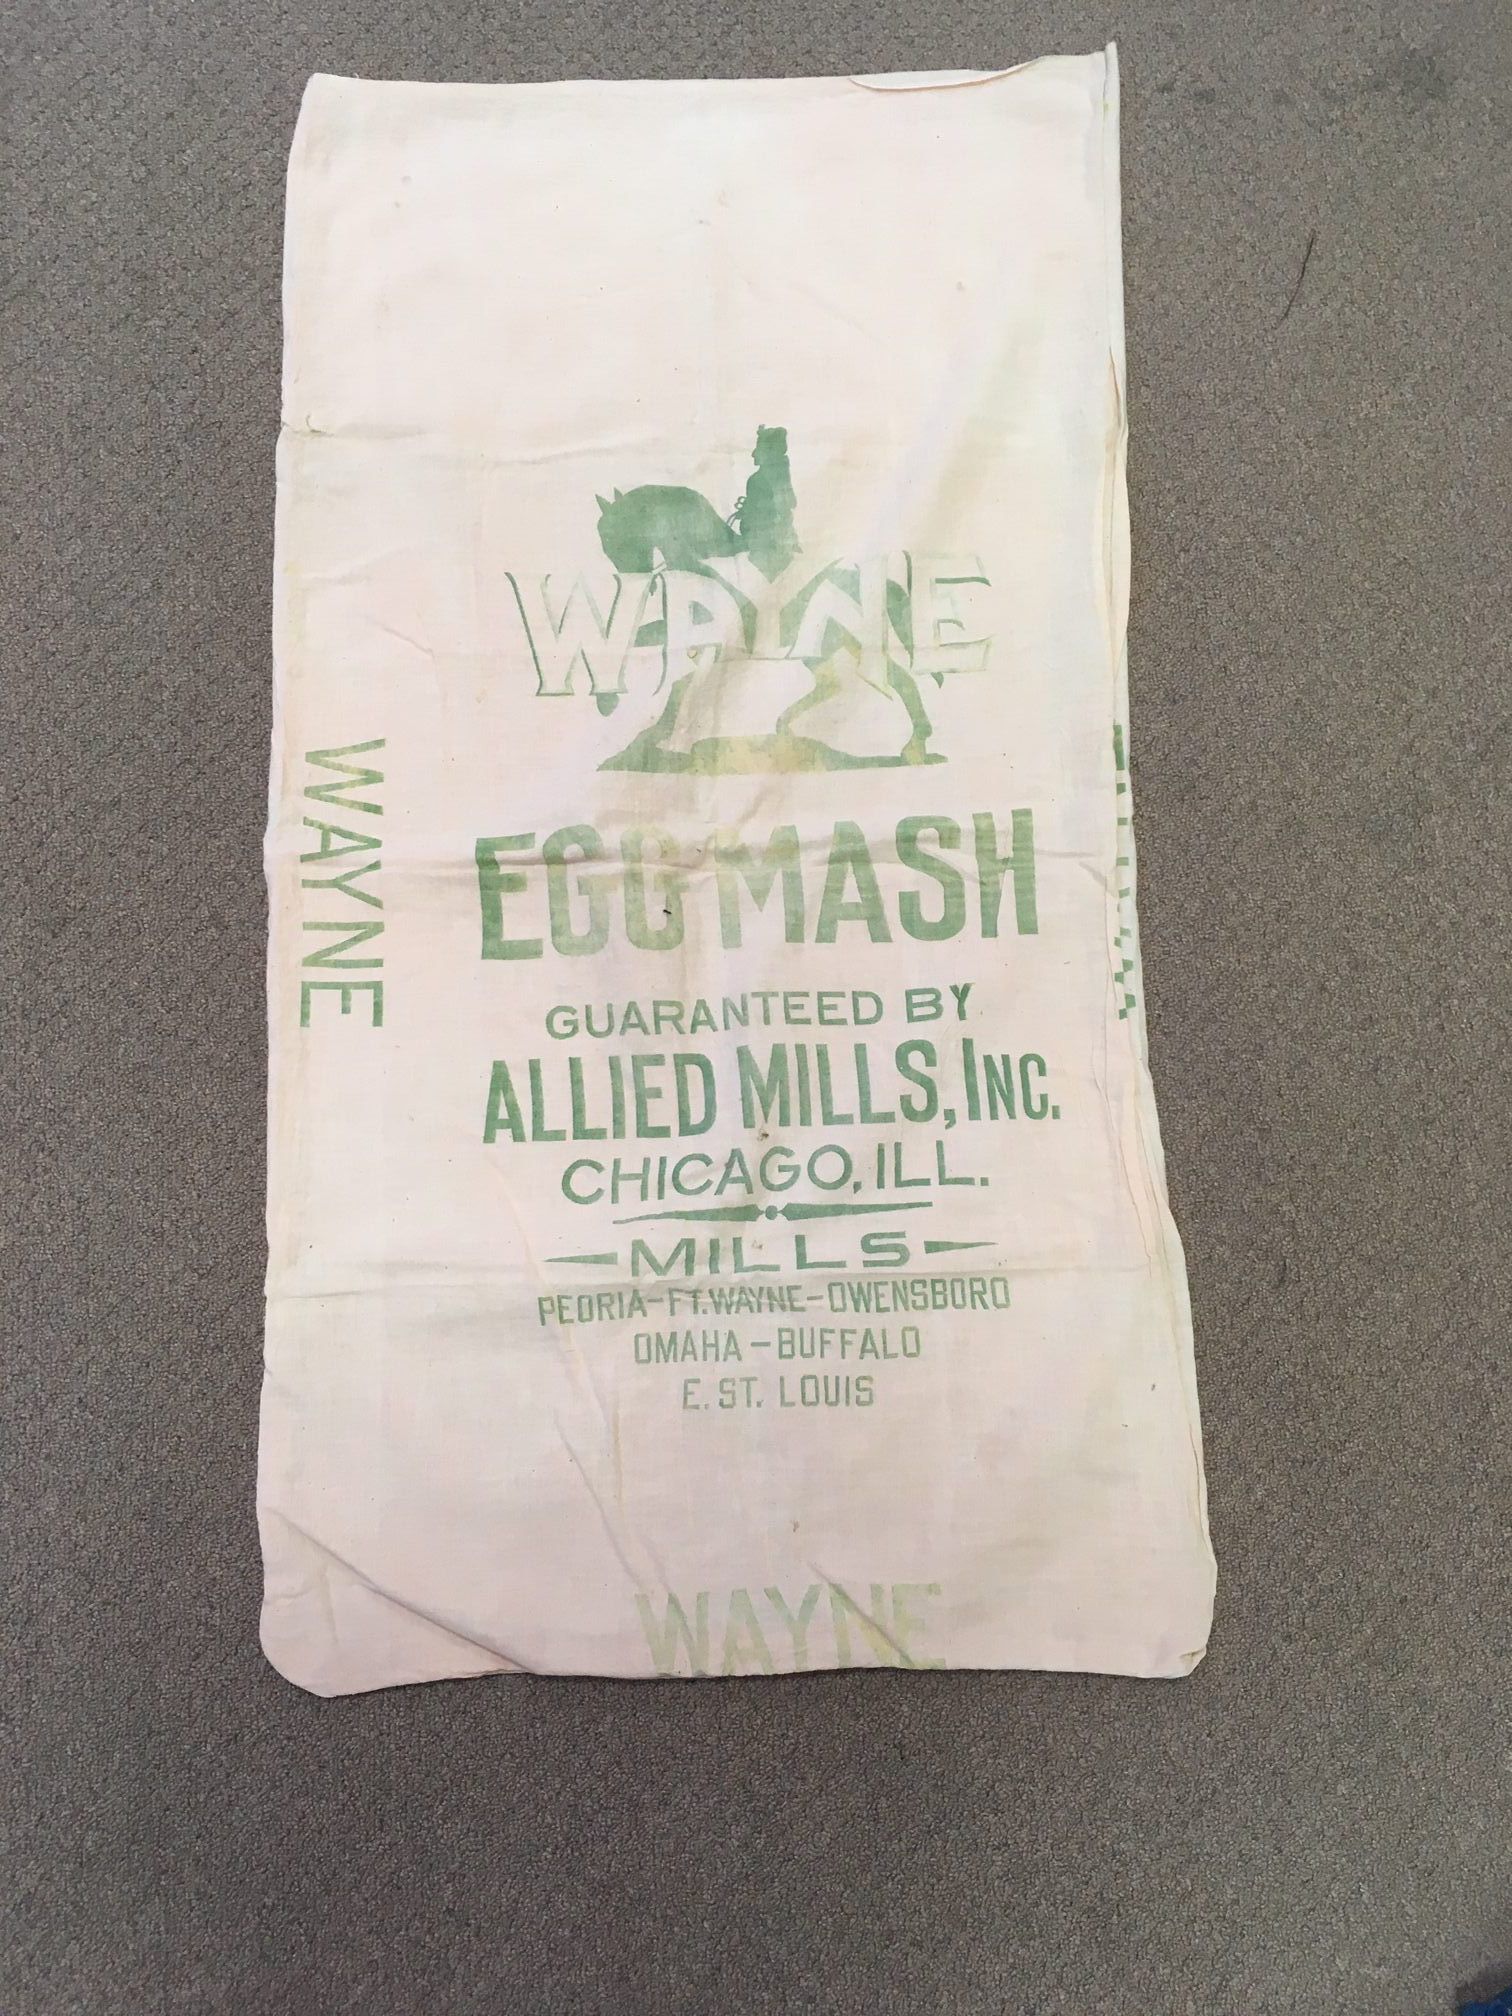 WAYNE
EGG MASH
GUARANTEED BY
ALLIED MILLS, INC.
CHICAGO, ILL.
MILLS
PEORIA-FT. WAYNE-OWENSBORO
OMAHA-BUFFALO
E. ST. LOUIS
WAYNE
WAYNE